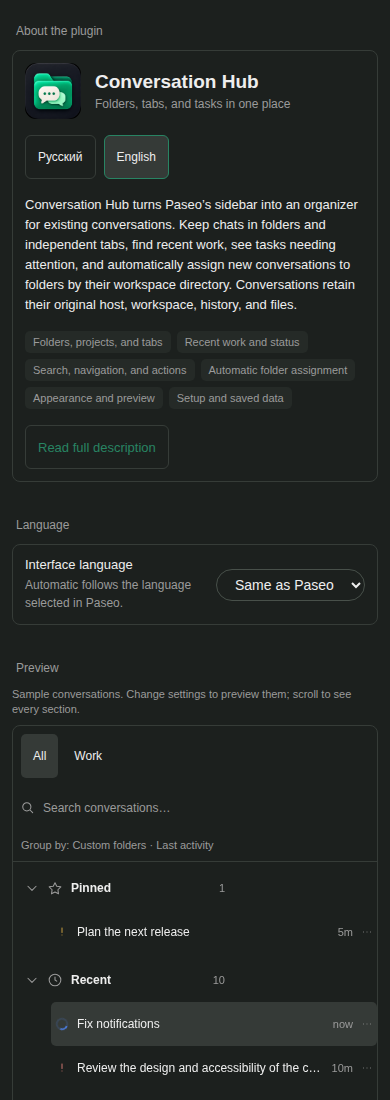 About the plugin
Conversation Hub
Folders, tabs, and tasks in one place
Русский
English
Conversation Hub turns Paseo’s sidebar into an organizer
for existing conversations. Keep chats in folders and
independent tabs, find recent work, see tasks needing
attention, and automatically assign new conversations to
folders by their workspace directory. Conversations retain
their original host, workspace, history, and files.
Folders, projects, and tabs
Recent work and status
Search, navigation, and actions
Automatic folder assignment
Appearance and preview
Setup and saved data
Read full description
Language
Interface language
Automatic follows the language
selected in Paseo.
Same as Paseo
Preview
Sample conversations. Change settings to preview them; scroll to see
every section.
All
Work
Search conversations…
Group by: Custom folders · Last activity
Pinned 1
! Plan the next release 5m ···
Recent 10
Fix notifications now ···
! Review the design and accessibility of the c… 10m ···